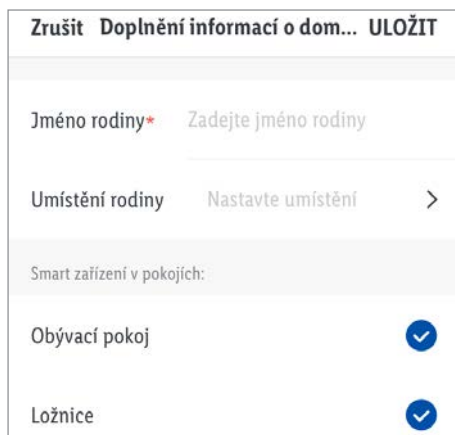 Zrušit Doplnění informací o dom... ULOŽIT
Jméno rodiny* Zadejte jméno rodiny
Umístění rodiny Nastavte umístění
Smart zařízení v pokojích:
Obývací pokoj
Ložnice